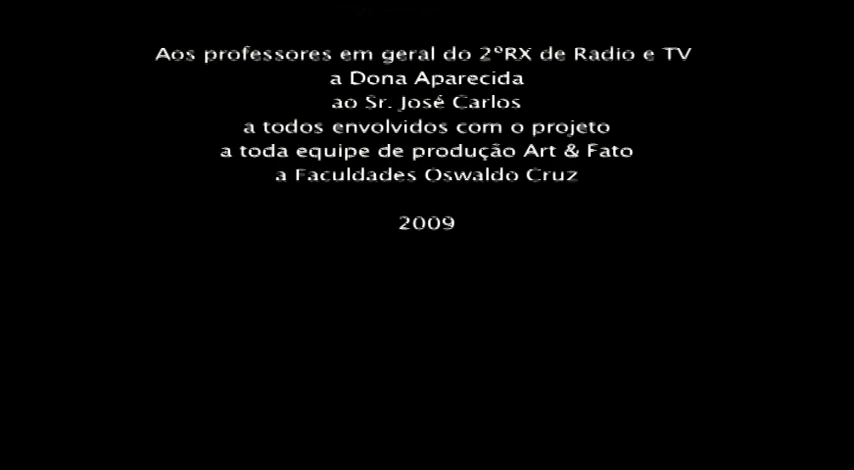 Aos professores em geral do 2ºRX de Radio e TV
a Dona Aparecida
ao Sr. José Carlos
a todos envolvidos com o projeto
a toda equipe de produção Art & Fato
a Faculdades Oswaldo Cruz
2009